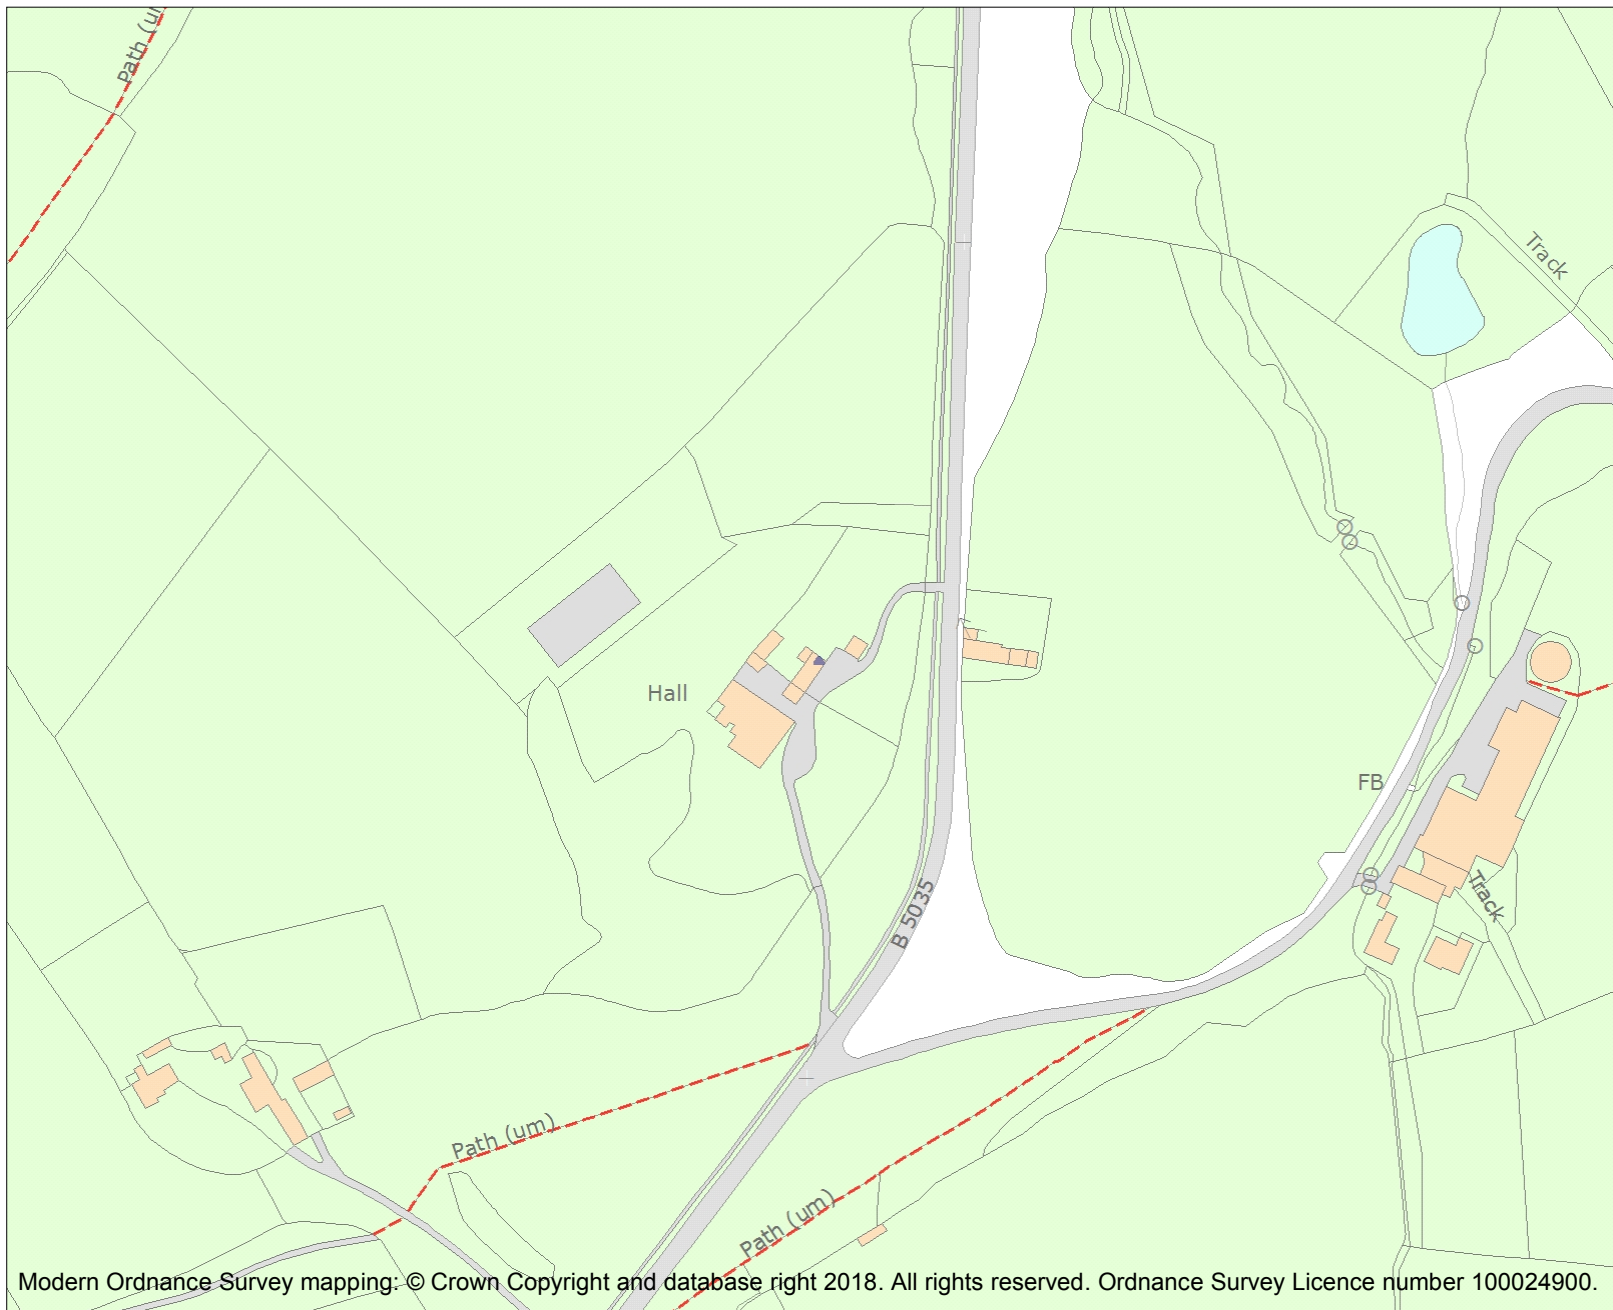 Path (u
Track
Hall
FB
Track
B 5035
Path (um)
Path (um)
Modern Ordnance Survey mapping: © Crown Copyright and database right 2018. All rights reserved. Ordnance Survey Licence number 100024900.